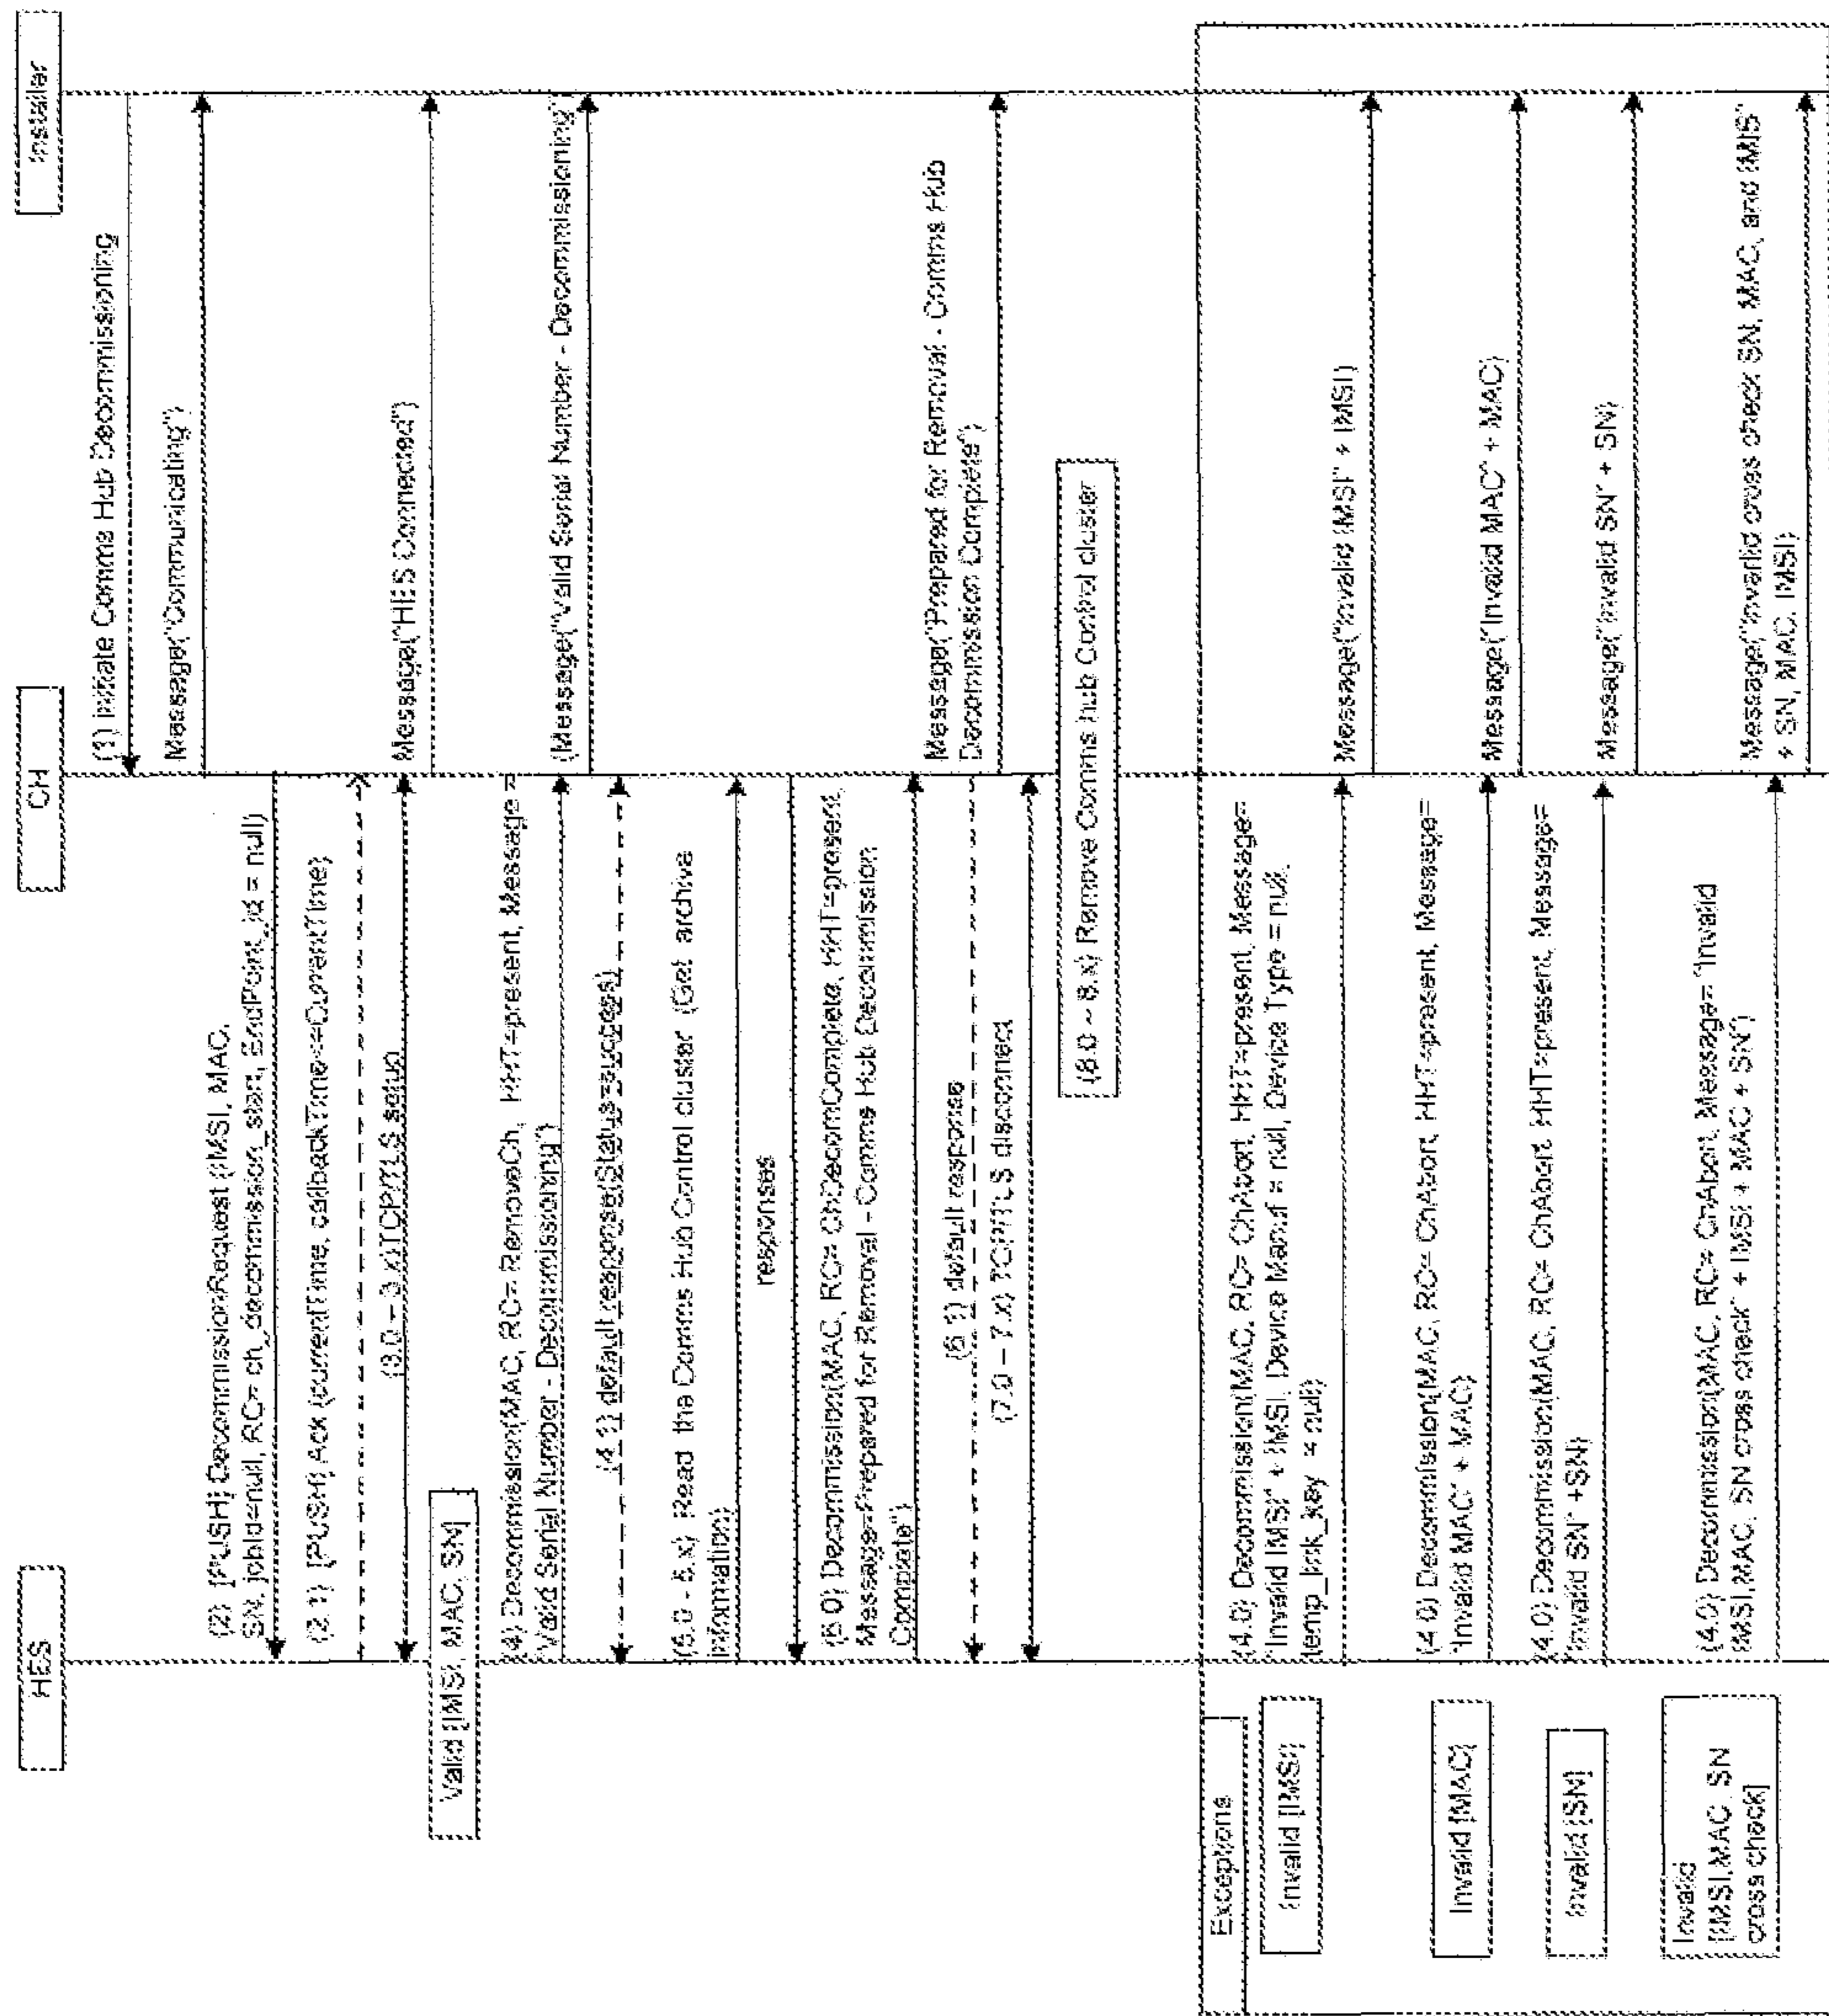 HES
CH
Installer
(1) Initiate Comms Hub Decommissioning
Message("Communicating")
(2) [PUSH] DecommissionRequest (IMSI, MAC,
SN, jobId=null, RC= ch_decommission_start, EndPoint_id = null)
(2.1) [PUSH] Ack (currentTime, callbackTime<=CurrentTime)
(3.0 – 3.x) TCP/TLS setup
Message("HES Connected")
Valid [IMSI, MAC, SN]
(4) Decommission(MAC, RC= RemoveCh, HHT=present, Message =
"Valid Serial Number - Decommissioning")
(Message("Valid Serial Number - Decommissioning")
(4.1) default response(Status=success)
(5.0 - 5.x) Read the Comms Hub Control cluster (Get archive
information)
responses
(6.0) Decommission(MAC, RC= ChDecomComplete, HHT=present,
Message=Prepared for Removal - Comms Hub Decommission
Complete")
Message("Prepared for Removal - Comms Hub
Decommission Complete")
(6.1) default response
(7.0 – 7.x) TCP/TLS disconnect
(8.0 ~ 8.x) Remove Comms hub Control cluster
Exceptions
Invalid [IMSI]
(4.0) Decommission(MAC, RC= ChAbort, HHT=present, Message=
"Invalid IMSI" + IMSI, Device Manuf = null, Device Type = null,
temp_link_key = null)
Message("Invalid IMSI" + IMSI)
Invalid [MAC]
(4.0) Decommission(MAC, RC= ChAbort, HHT=present, Message=
"Invalid MAC" + MAC)
Message("Invalid MAC" + MAC)
Invalid [SN]
(4.0) Decommission(MAC, RC= ChAbort, HHT=present, Message=
"Invalid SN" +SN)
Message("Invalid SN" + SN)
Invalid
[IMSI,MAC, SN
cross check]
(4.0) Decommission(MAC, RC= ChAbort, Message= "Invalid
IMSI,MAC, SN cross check" + IMSI + MAC + SN")
Message("Invalid cross check SN, MAC, and IMIS"
+ SN, MAC, IMSI)